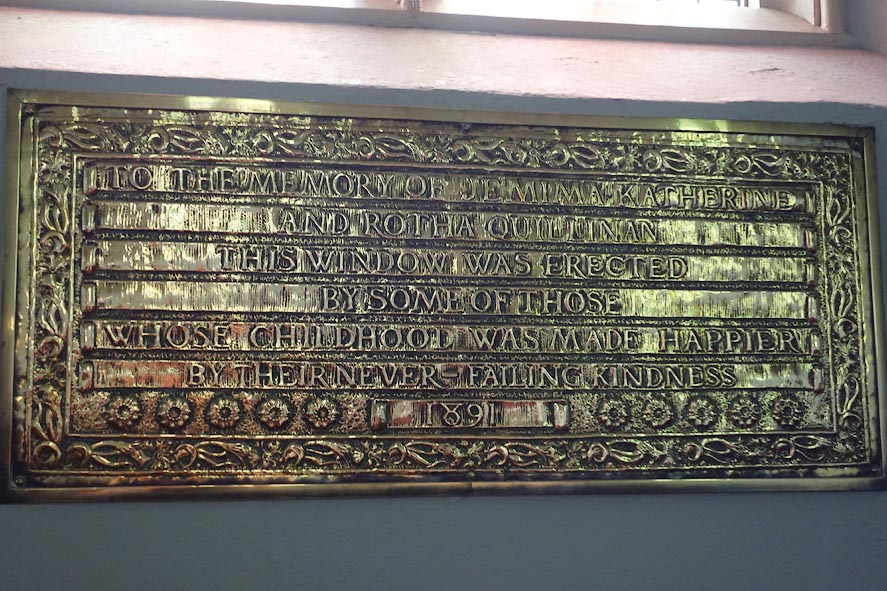 TO THE MEMORY OF JEMIMA KATHERINE
AND ROTHA QUILLINAN
THIS WINDOW WAS ERECTED
BY SOME OF THOSE
WHOSE CHILDHOOD WAS MADE HAPPIER
BY THEIR NEVER-FAILING KINDNESS
1891